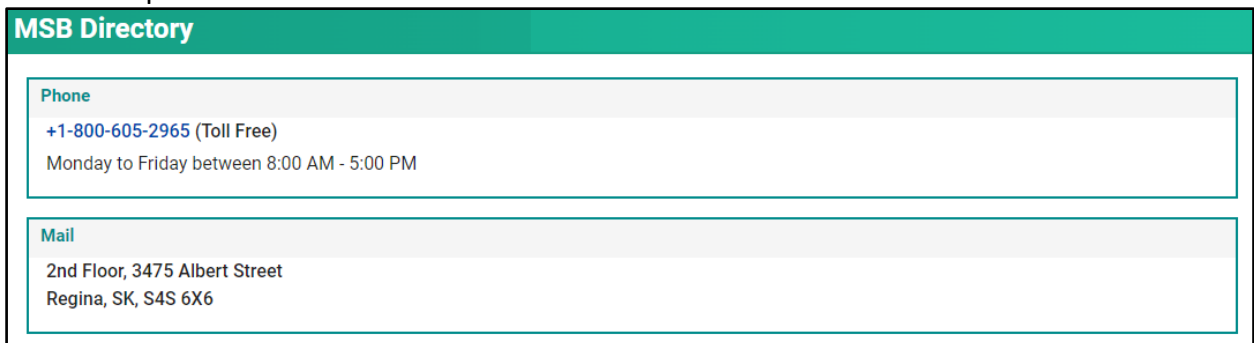 MSB Directory
Phone
+1-800-605-2965 (Toll Free)
Monday to Friday between 8:00 AM - 5:00 PM
Mail
2nd Floor, 3475 Albert Street
Regina, SK, S4S 6X6